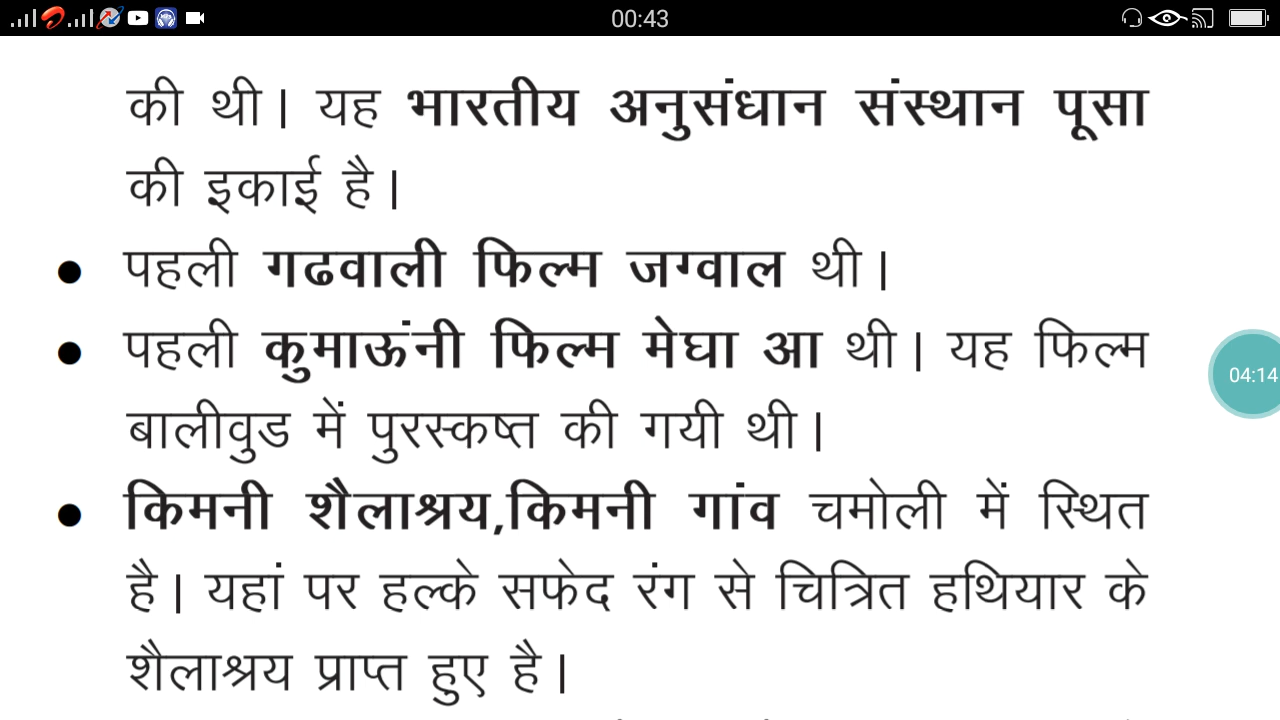 00:43
की थी। यह भारतीय अनुसंधान संस्थान पूसा
की इकाई है।
● पहली गढवाली फिल्म जग्वाल थी।
● पहली कुमाऊंनी फिल्म मेघा आ थी। यह फिल्म
बालीवुड में पुरस्कष्त की गयी थी।
04:14
● किमनी शैलाश्रय,किमनी गांव चमोली में स्थित
है। यहां पर हल्के सफेद रंग से चित्रित हथियार के
शैलाश्रय प्राप्त हुए है।